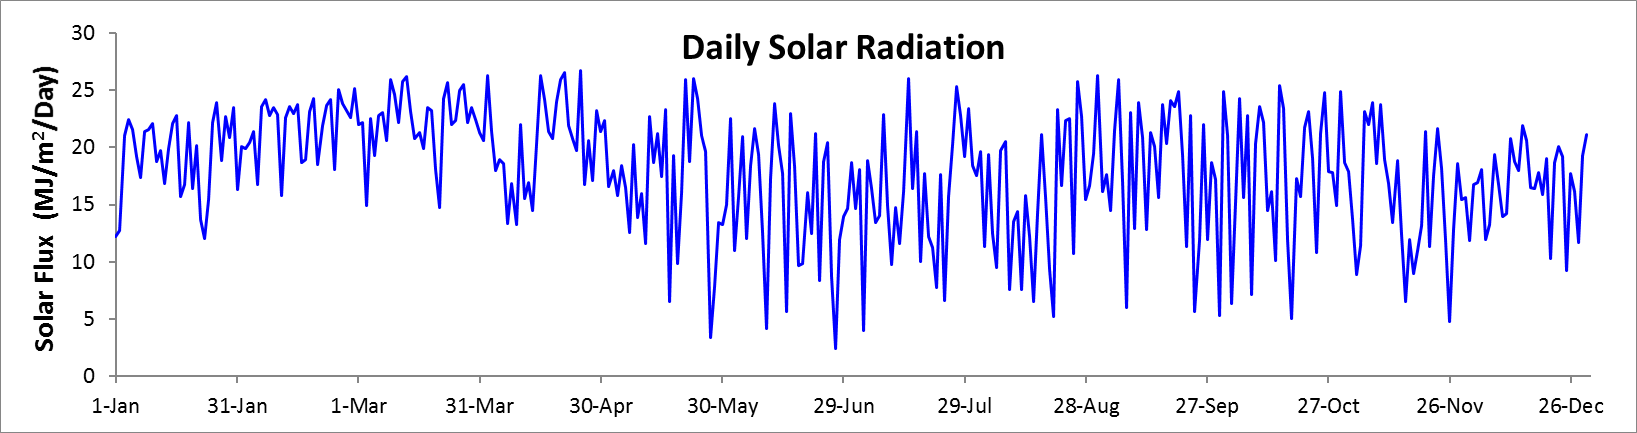 Daily Solar Radiation
Solar Flux (MJ/m²/Day)
30
25
20
15
10
5
0
1-Jan 31-Jan 1-Mar 31-Mar 30-Apr 30-May 29-Jun 29-Jul 28-Aug 27-Sep 27-Oct 26-Nov 26-Dec